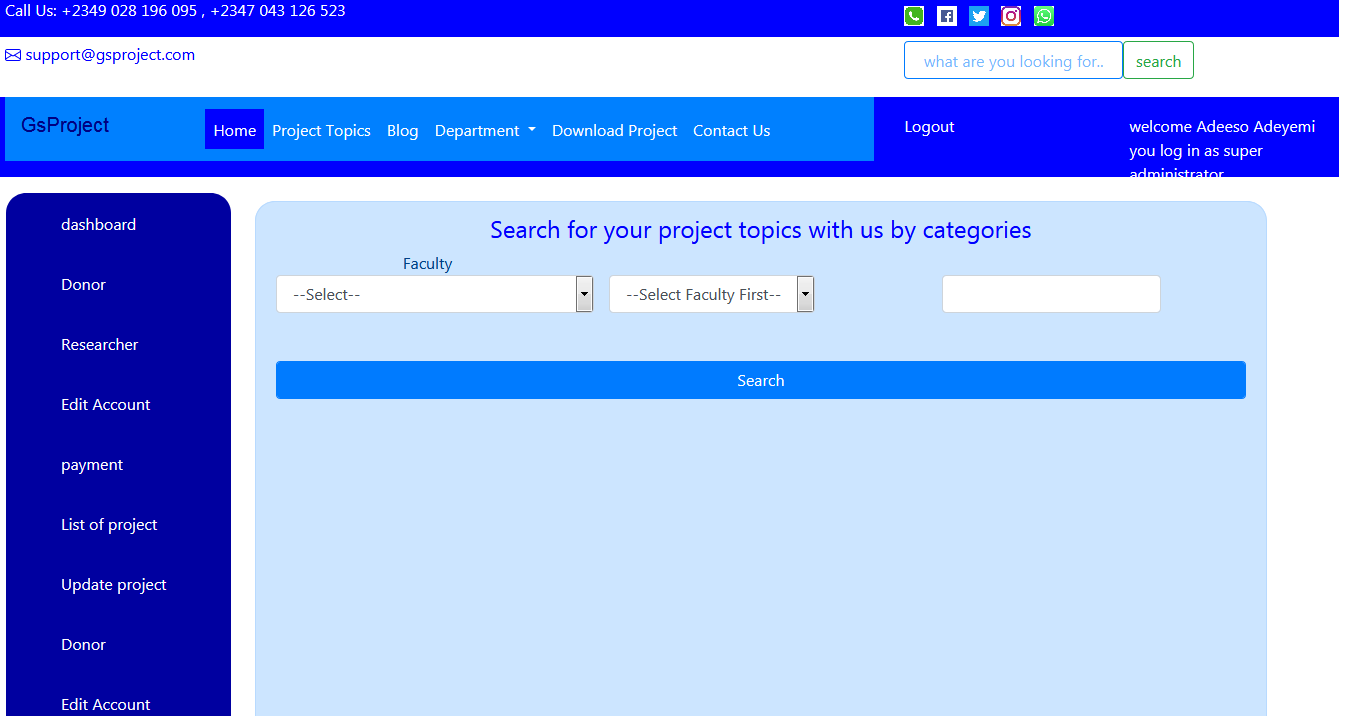 Call Us: +2349 028 196 095 , +2347 043 126 523
support@gsproject.com
what are you looking for..
search
GsProject
Home
Project Topics
Blog
Department
Download Project
Contact Us
Logout
welcome Adeeso Adeyemi
you log in as super
administrator
dashboard
Donor
Researcher
Edit Account
payment
List of project
Update project
Donor
Edit Account
Search for your project topics with us by categories
Faculty
--Select--
--Select Faculty First--
Search